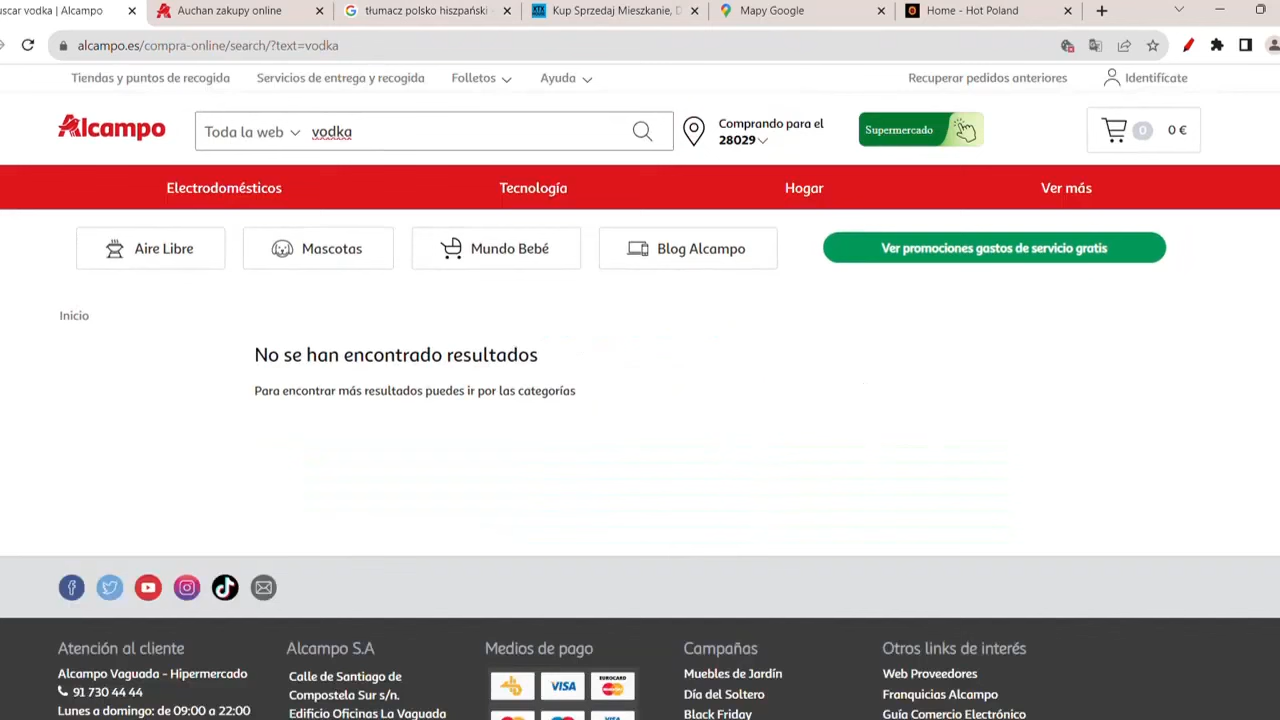 uscar vodka | Alcampo
Auchan zakupy online
tłumacz polsko hiszpański -
Kup Sprzedaj Mieszkanie, D
Mapy Google
Home - Hot Poland
alcampo.es/compra-online/search/?text=vodka
Tiendas y puntos de recogida
Servicios de entrega y recogida
Folletos
Ayuda
Recuperar pedidos anteriores
Identifícate
Alcampo
Toda la web
vodka
Comprando para el
28029
Supermercado
0
0 €
Electrodomésticos
Tecnología
Hogar
Ver más
Aire Libre
Mascotas
Mundo Bebé
Blog Alcampo
Ver promociones gastos de servicio gratis
Inicio
No se han encontrado resultados
Para encontrar más resultados puedes ir por las categorías
Atención al cliente
Alcampo Vaguada - Hipermercado
91 730 44 44
Lunes a domingo: de 09:00 a 22:00
Alcampo S.A
Calle de Santiago de
Compostela Sur s/n.
Edificio Oficinas La Vaguada
Medios de pago
VISA
EUROCARD
MasterCard
VISA
Campañas
Muebles de Jardín
Día del Soltero
Black Friday
Otros links de interés
Web Proveedores
Franquicias Alcampo
Guía Comercio Electrónico